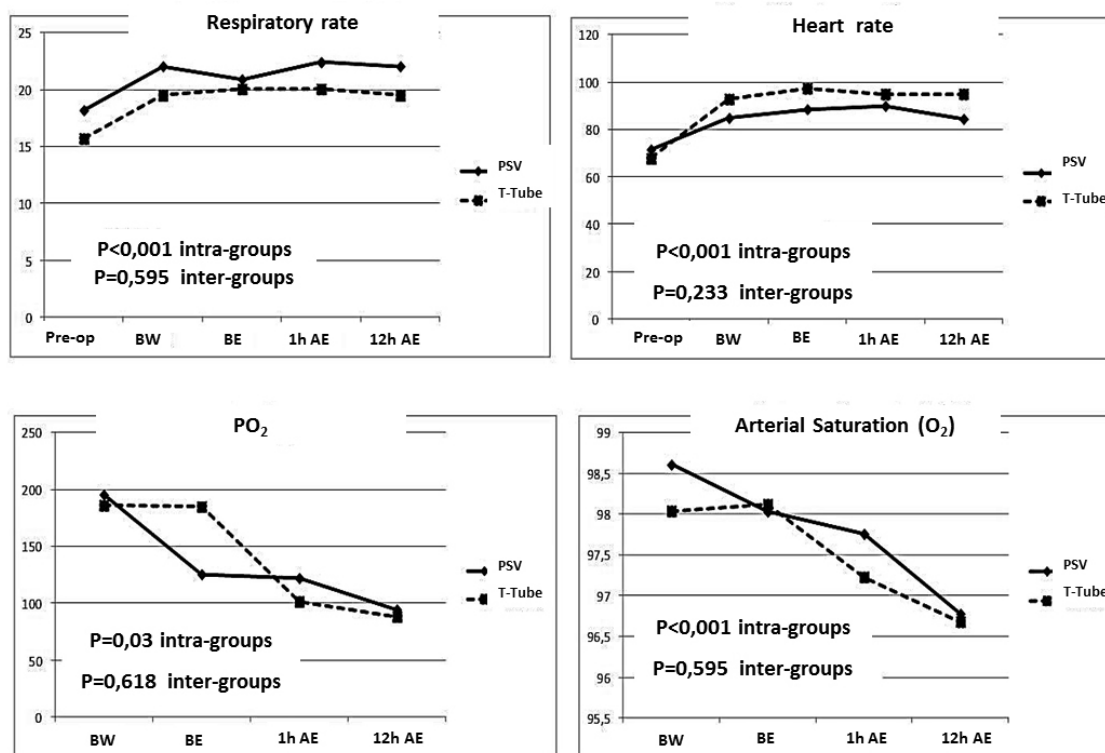 Respiratory rate
25
20
15
10
5
0
PSV
T-Tube
P<0,001 intra-groups
P=0,595 inter-groups
Pre-op BW BE 1h AE 12h AE
Heart rate
120
100
80
60
40
20
0
PSV
T-Tube
P<0,001 intra-groups
P=0,233 inter-groups
Pre-op BW BE 1h AE 12h AE
PO₂
250
200
150
100
50
0
PSV
T-Tube
P=0,03 intra-groups
P=0,618 inter-groups
BW BE 1h AE 12h AE
Arterial Saturation (O₂)
99
98,5
98
97,5
97
96,5
96
95,5
PSV
T-Tube
P<0,001 intra-groups
P=0,595 inter-groups
BW BE 1h AE 12h AE